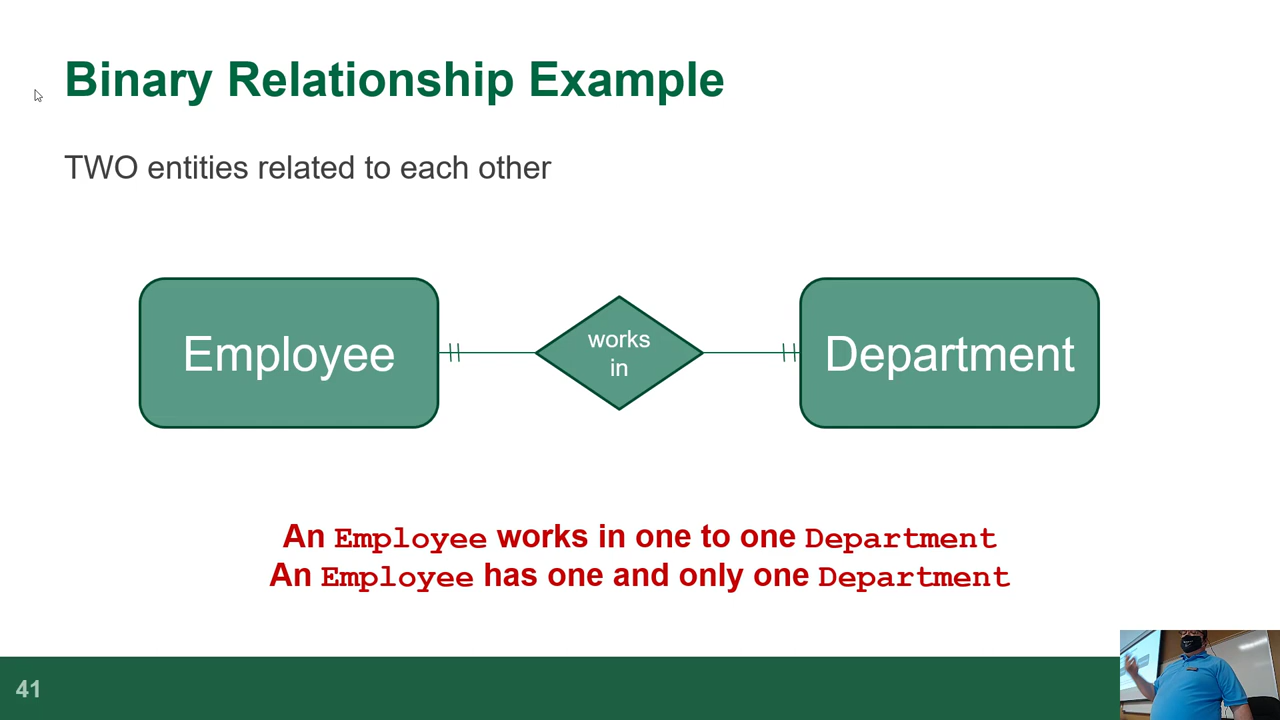 Binary Relationship Example
TWO entities related to each other
Employee
works
in
Department
An Employee works in one to one Department
An Employee has one and only one Department
41